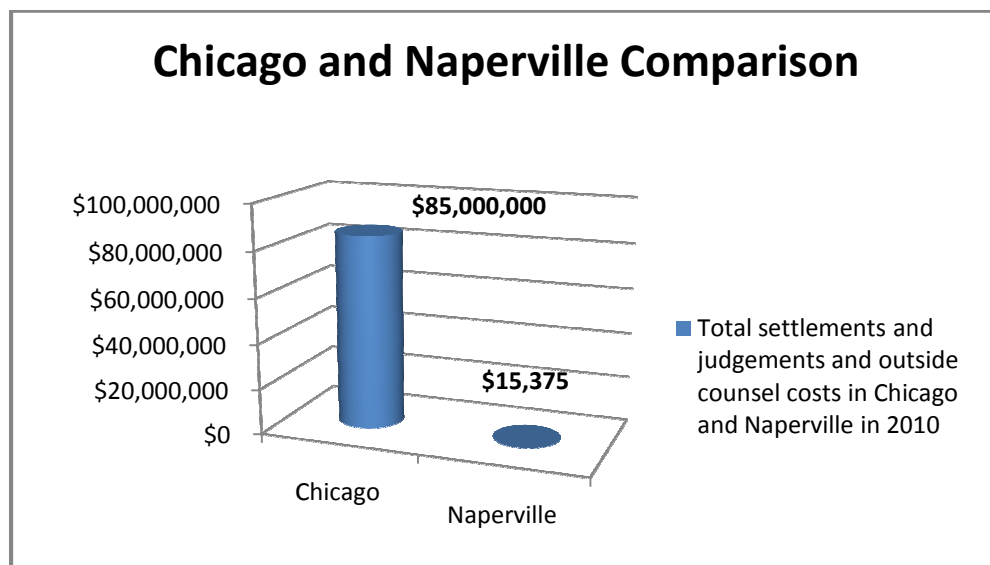 Chicago and Naperville Comparison
$100,000,000
$80,000,000
$60,000,000
$40,000,000
$20,000,000
$0
$85,000,000
$15,375
Chicago
Naperville
Total settlements and
judgements and outside
counsel costs in Chicago
and Naperville in 2010